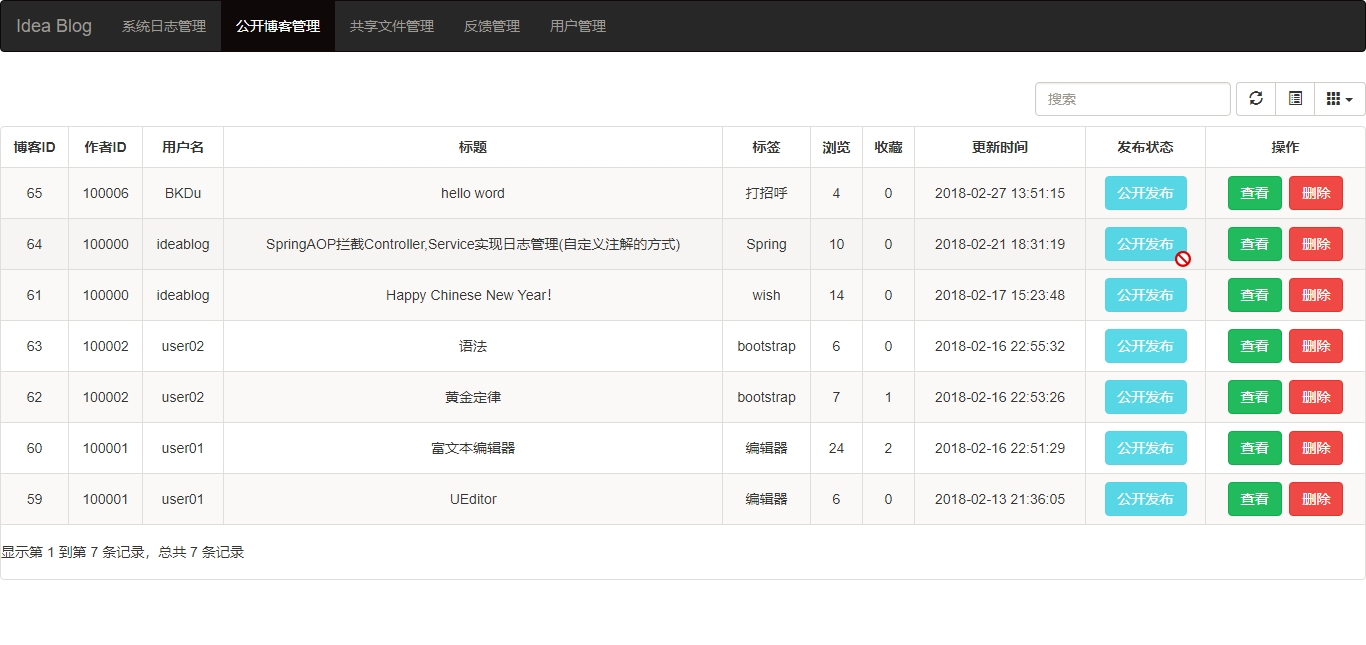 Idea Blog 系统日志管理 公开博客管理 共享文件管理 反馈管理 用户管理
搜索
博客ID 作者ID 用户名 标题 标签 浏览 收藏 更新时间 发布状态 操作
65 100006 BKDu hello word 打招呼 4 0 2018-02-27 13:51:15 公开发布 查看 删除
64 100000 ideablog SpringAOP拦截Controller,Service实现日志管理(自定义注解的方式) Spring 10 0 2018-02-21 18:31:19 公开发布 查看 删除
61 100000 ideablog Happy Chinese New Year！ wish 14 0 2018-02-17 15:23:48 公开发布 查看 删除
63 100002 user02 语法 bootstrap 6 0 2018-02-16 22:55:32 公开发布 查看 删除
62 100002 user02 黄金定律 bootstrap 7 1 2018-02-16 22:53:26 公开发布 查看 删除
60 100001 user01 富文本编辑器 编辑器 24 2 2018-02-16 22:51:29 公开发布 查看 删除
59 100001 user01 UEditor 编辑器 6 0 2018-02-13 21:36:05 公开发布 查看 删除
显示第 1 到第 7 条记录，总共 7 条记录